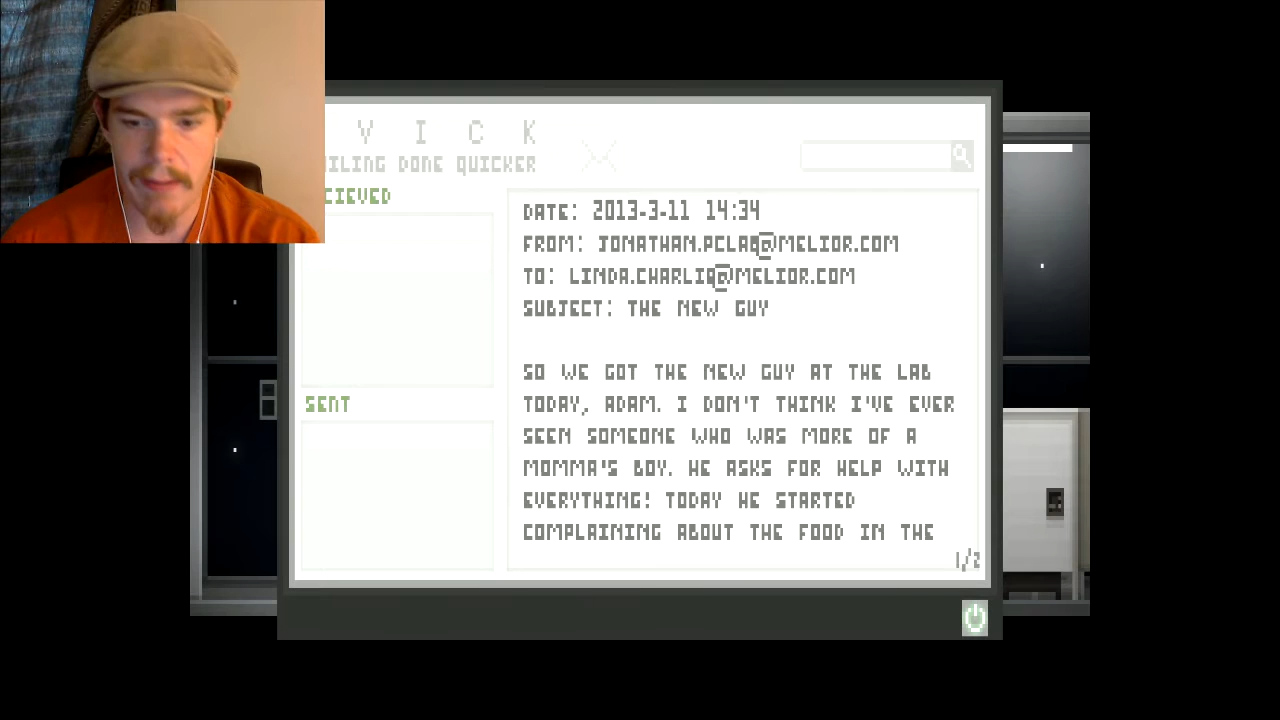 V I C K
ILING DONE QUICKER
CIEVED
SENT
DATE: 2013-3-11 14:34
FROM: JONATHAN.PCLAB@MELIOR.COM
TO: LINDA.CHARLIB@MELIOR.COM
SUBJECT: THE NEW GUY
SO WE GOT THE NEW GUY AT THE LAB
TODAY, ADAM. I DON'T THINK I'VE EVER
SEEN SOMEONE WHO WAS MORE OF A
MOMMA'S BOY. HE ASKS FOR HELP WITH
EVERYTHING! TODAY HE STARTED
COMPLAINING ABOUT THE FOOD IN THE
1/2